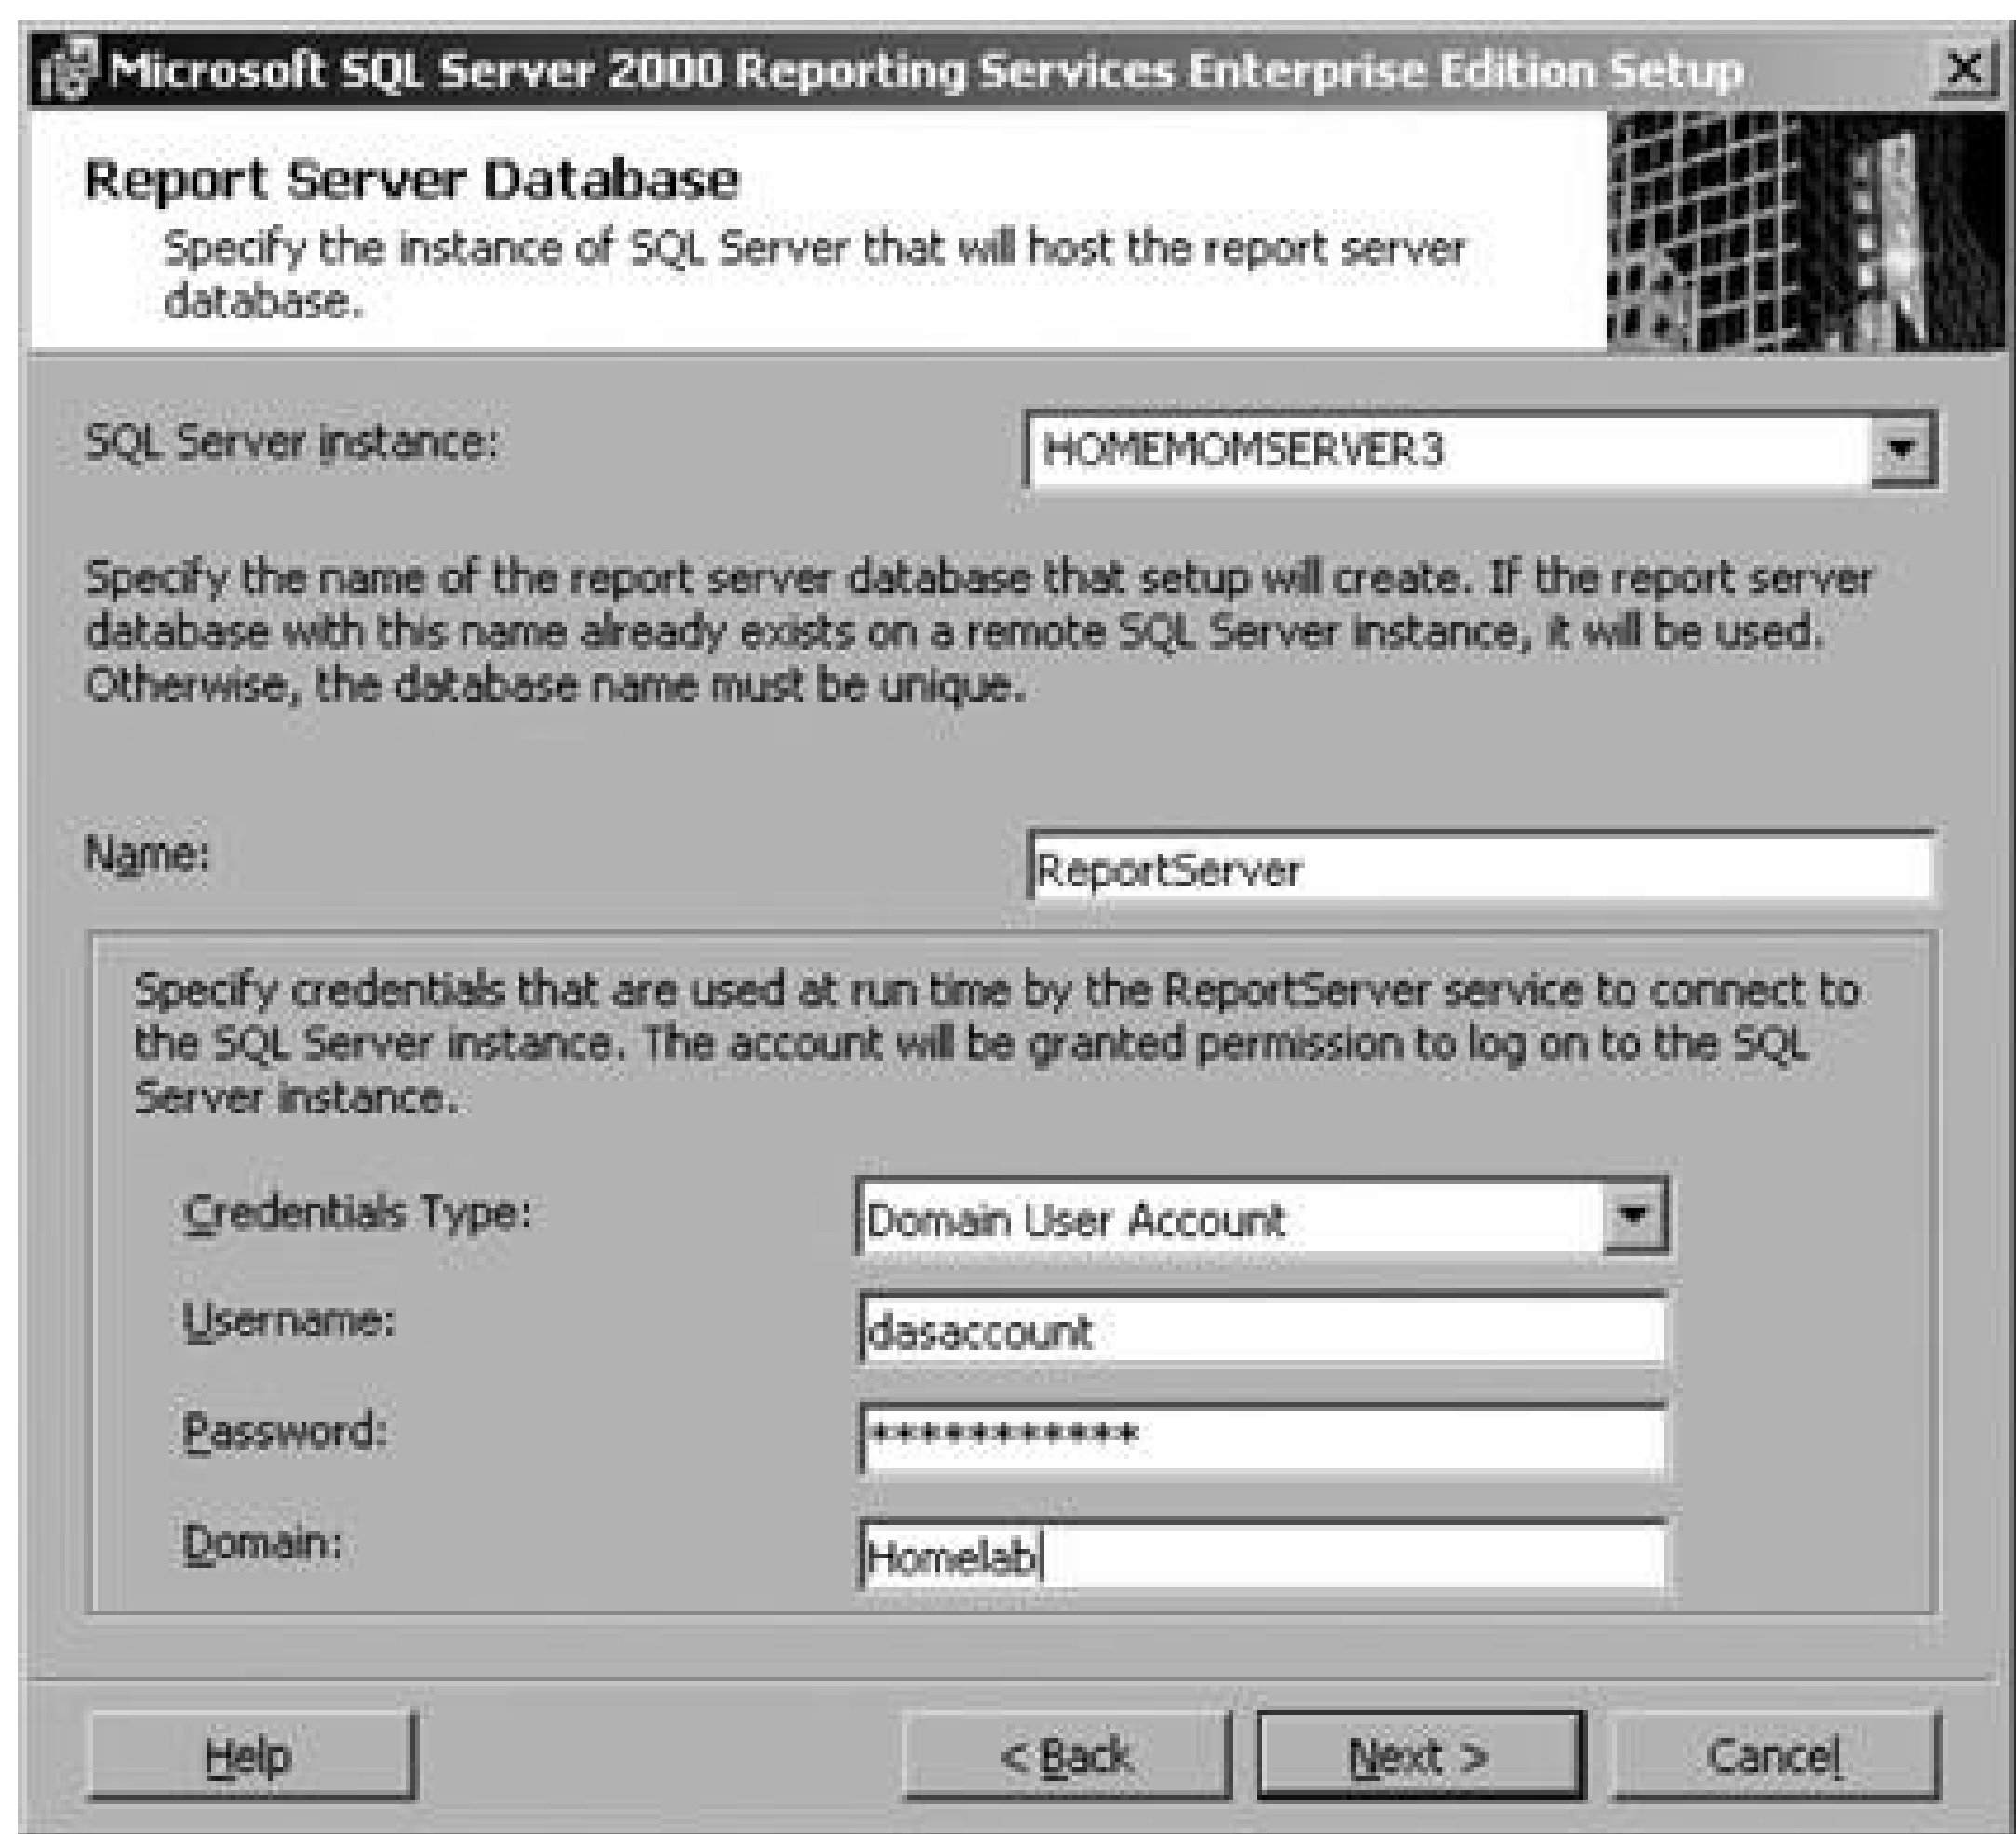 Microsoft SQL Server 2000 Reporting Services Enterprise Edition Setup
Report Server Database
Specify the instance of SQL Server that will host the report server
database.
SQL Server instance:
HOMEMOMSERVER3
Specify the name of the report server database that setup will create. If the report server
database with this name already exists on a remote SQL Server instance, it will be used.
Otherwise, the database name must be unique.
Name:
ReportServer
Specify credentials that are used at run time by the ReportServer service to connect to
the SQL Server instance. The account will be granted permission to log on to the SQL
Server instance.
Credentials Type:
Domain User Account
Username:
dasaccount
Password:
***********
Domain:
Homelab
Help
< Back
Next >
Cancel